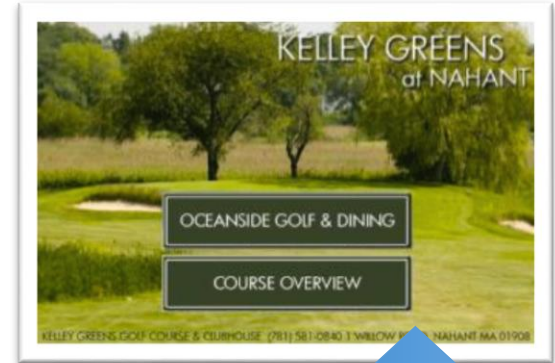 KELLEY GREENS
at NAHANT
OCEANSIDE GOLF & DINING
COURSE OVERVIEW
KELLEY GREENS GOLF COURSE & CLUBHOUSE (781) 581-0840 1 WILLOW NAHANT MA 01908